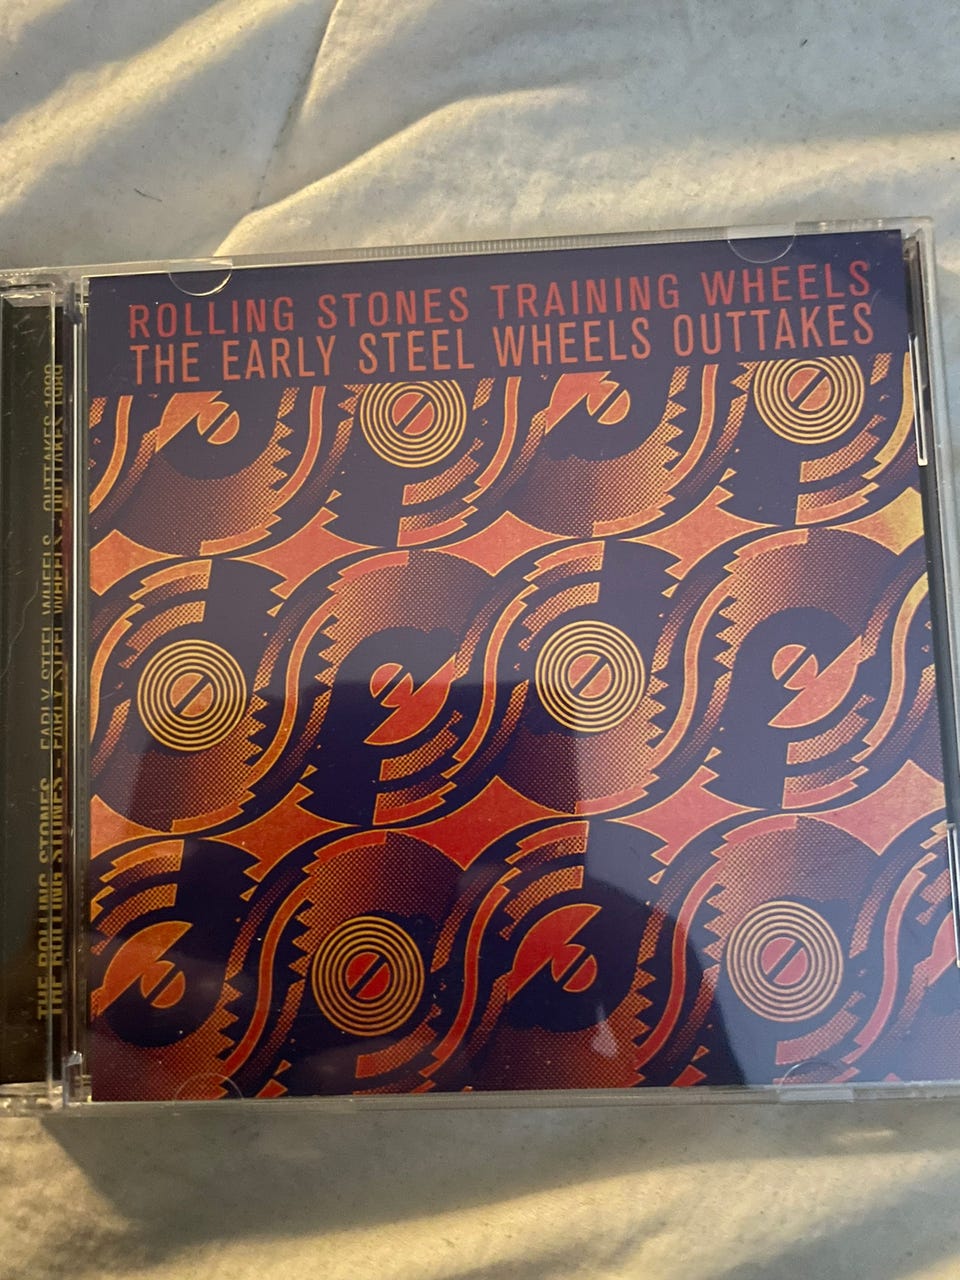 ROLLING STONES TRAINING WHEELS
THE EARLY STEEL WHEELS OUTTAKES
THE ROLLING STONES - EARLY STEEL WHEELS - OUTTAKES 1989